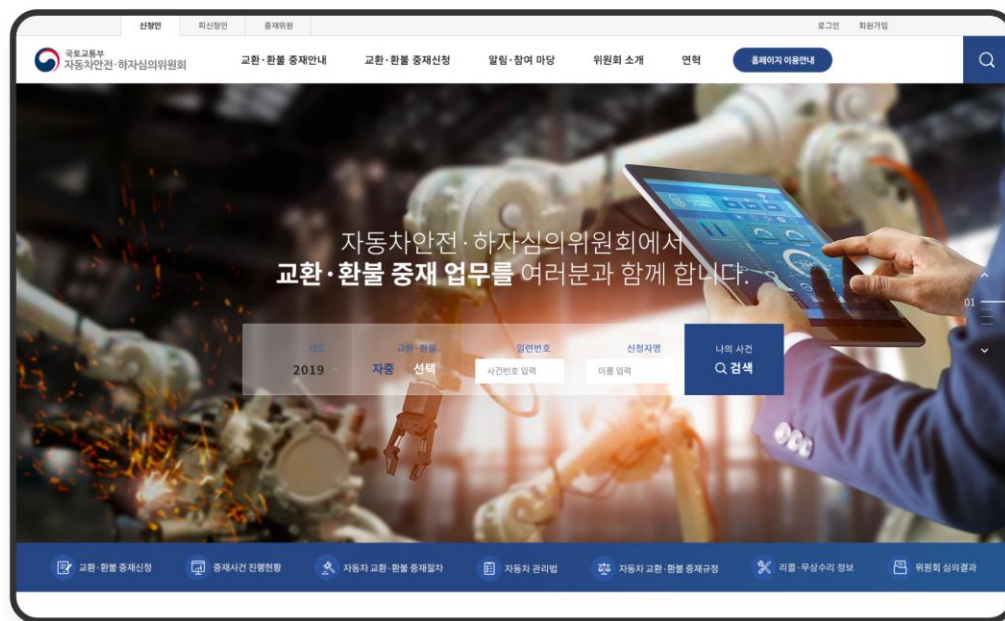 신청인 피신청인 중재위원 로그인 회원가입
국토교통부
자동차안전·하자심의위원회
교환·환불 중재안내 교환·환불 중재신청 알림·참여 마당 위원회 소개 연혁 홈페이지 이용안내
자동차안전·하자심의위원회에서
교환·환불 중재 업무를 여러분과 함께 합니다.
01
년도 교환·환불 일련번호 신청자명 나의 사건
2019 자중 선택 사건번호 입력 이름 입력 검색
교환·환불 중재신청 중재사건 진행현황 자동차 교환·환불 중재절차 자동차 관리법 자동차 교환·환불 중재규정 리콜·무상수리 정보 위원회 심의결과